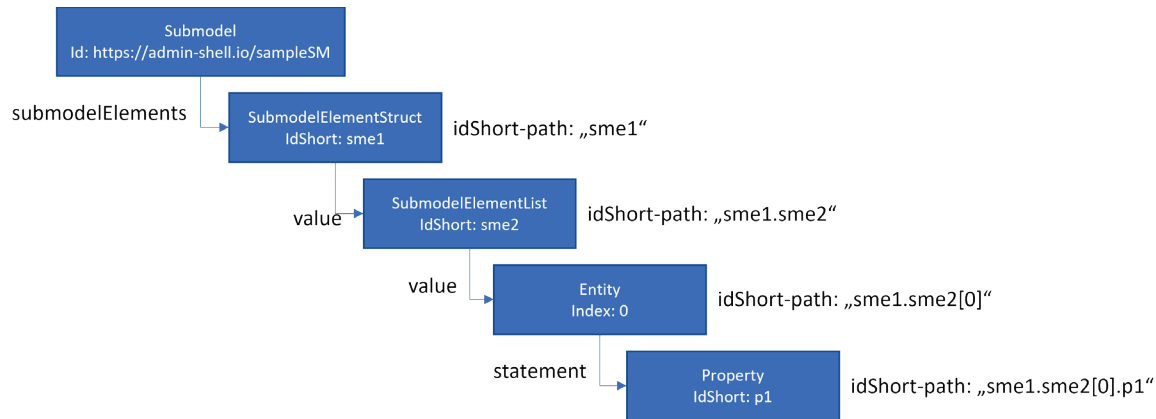 Submodel
Id: https://admin-shell.io/sampleSM
submodelElements
SubmodelElementStruct
IdShort: sme1
idShort-path: „sme1“
value
SubmodelElementList
IdShort: sme2
idShort-path: „sme1.sme2“
value
Entity
Index: 0
idShort-path: „sme1.sme2[0]“
statement
Property
IdShort: p1
idShort-path: „sme1.sme2[0].p1“